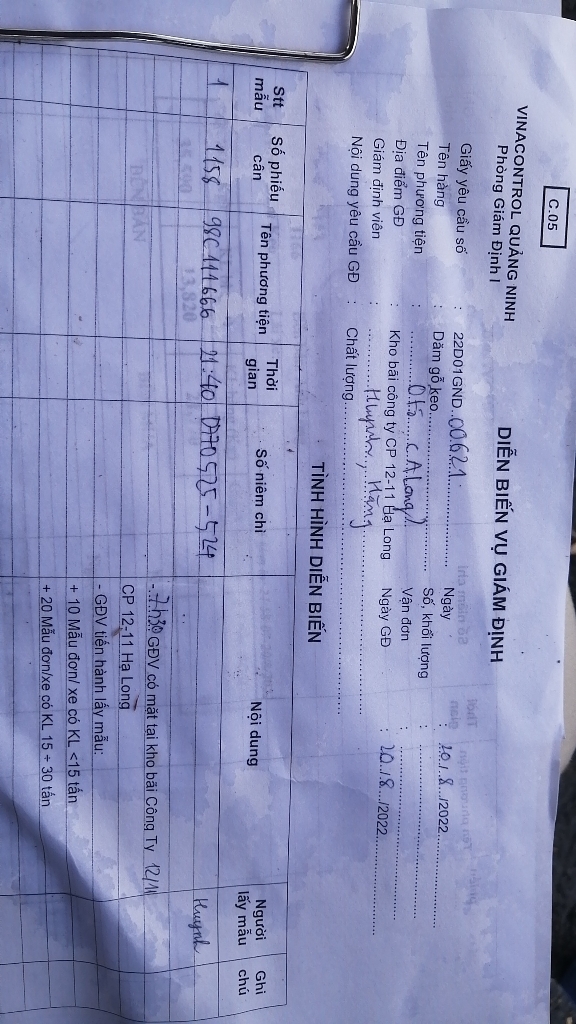 C.05
VINACONTROL QUẢNG NINH
Phòng Giám Định I
DIỄN BIẾN VỤ GIÁM ĐỊNH
Giấy yêu cầu số : 22D01GND..00621 Ngày : 20../.8.../2022
Tên hàng : Dăm gỗ keo Số, khối lượng :
Tên phương tiện : Ôtô (A Long) Vận đơn :
Địa điểm GĐ : Kho bãi công ty CP 12-11 Hạ Long Ngày GĐ : 20../.8.../2022
Giám định viên : Huynh, Hằng
Nội dung yêu cầu GĐ : Chất lượng
TÌNH HÌNH DIỄN BIẾN
Stt mẫu Số phiếu cân Tên phương tiện Thời gian Số niêm chì Nội dung Người lấy mẫu Ghi chú
1 1158 98C 111666 21:40 D770525-524 Huynh
-.7h30 GĐV có mặt tại kho bãi Công Ty 12/11
CP 12-11 Hạ Long
- GĐV tiến hành lấy mẫu:
+ 10 Mẫu đơn/ xe có KL <15 tấn
+ 20 Mẫu đơn/xe có KL 15 ÷ 30 tấn